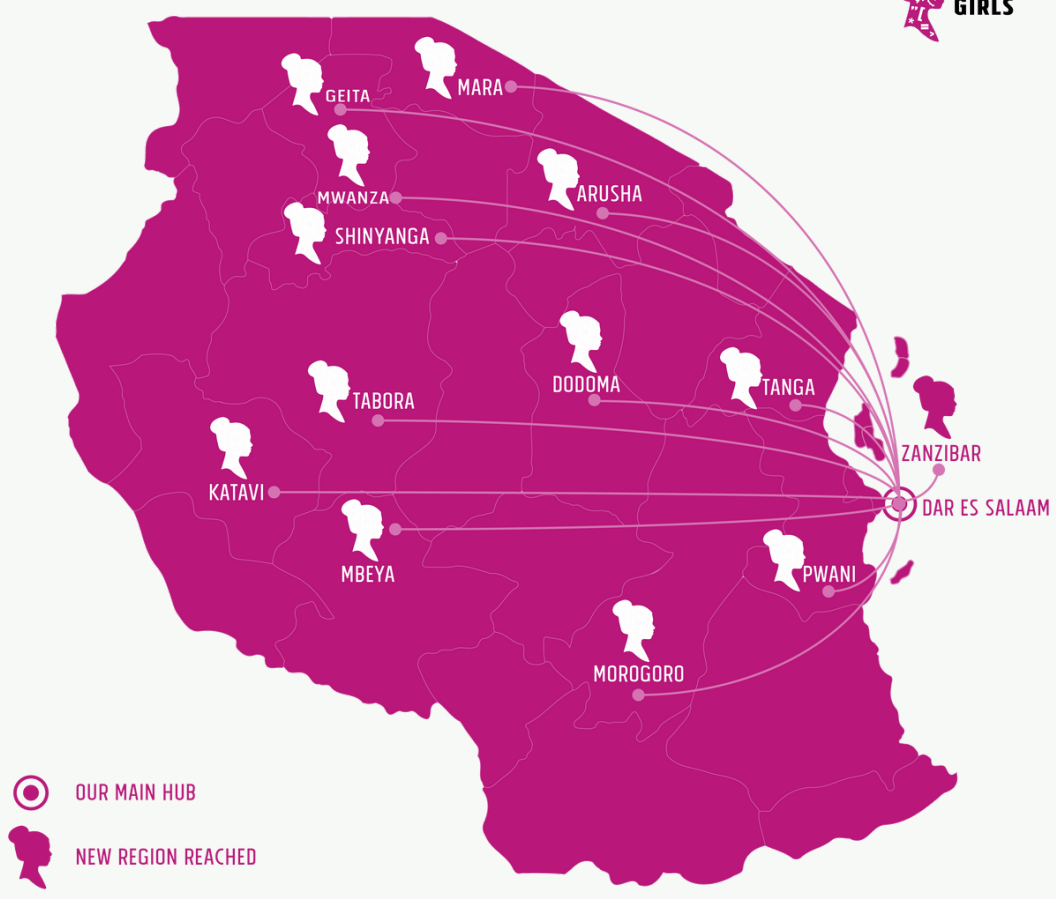 GIRLS
MARA
GEITA
MWANZA
ARUSHA
SHINYANGA
DODOMA
TANGA
TABORA
ZANZIBAR
KATAVI
DAR ES SALAAM
MBEYA
PWANI
MOROGORO
OUR MAIN HUB
NEW REGION REACHED